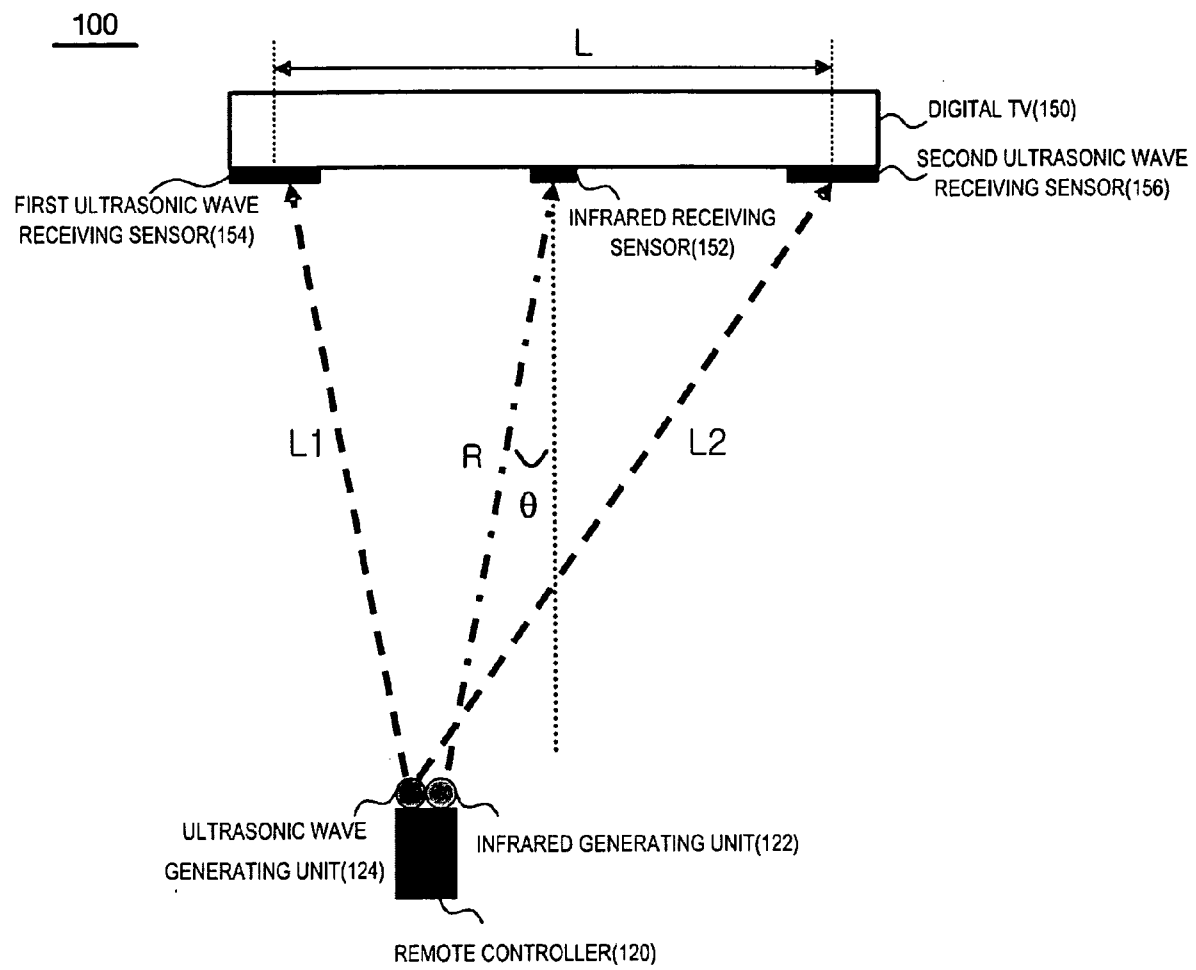 100
L
DIGITAL TV(150)
SECOND ULTRASONIC WAVE
RECEIVING SENSOR(156)
FIRST ULTRASONIC WAVE
RECEIVING SENSOR(154)
INFRARED RECEIVING
SENSOR(152)
L1
R
θ
L2
ULTRASONIC WAVE
GENERATING UNIT(124)
INFRARED GENERATING UNIT(122)
REMOTE CONTROLLER(120)